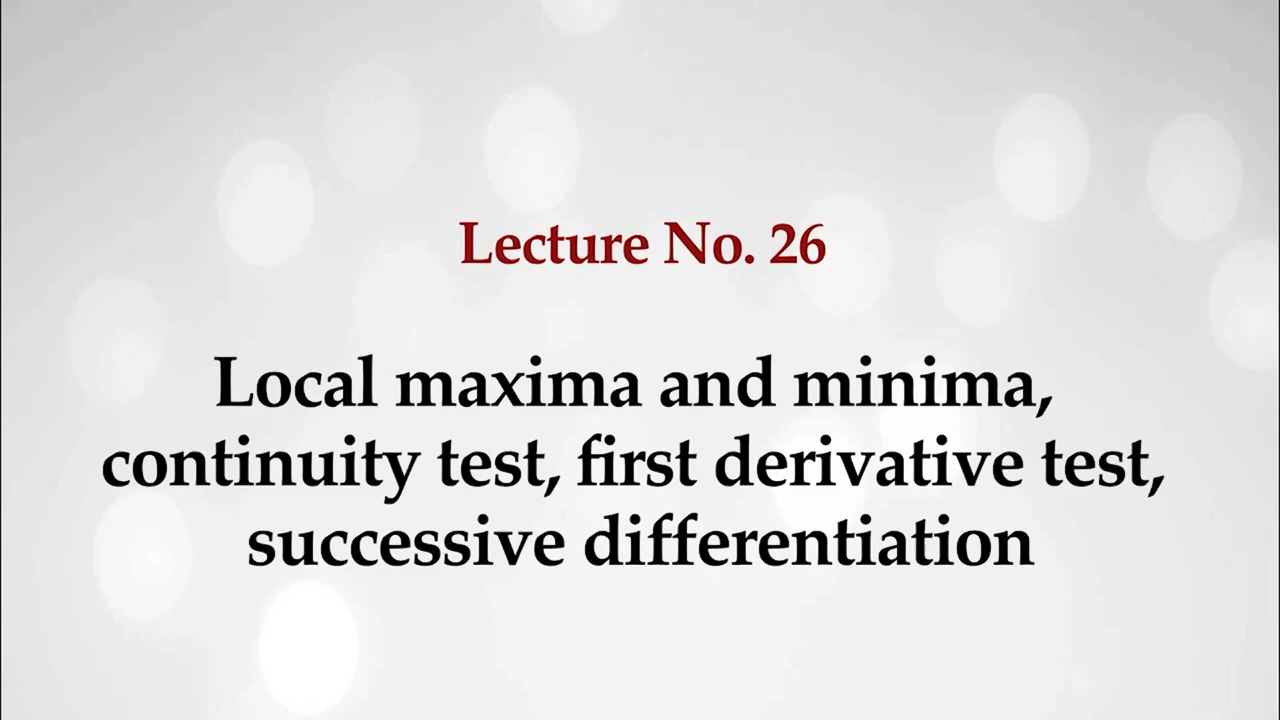 Lecture No. 26
Local maxima and minima,
continuity test, first derivative test,
successive differentiation